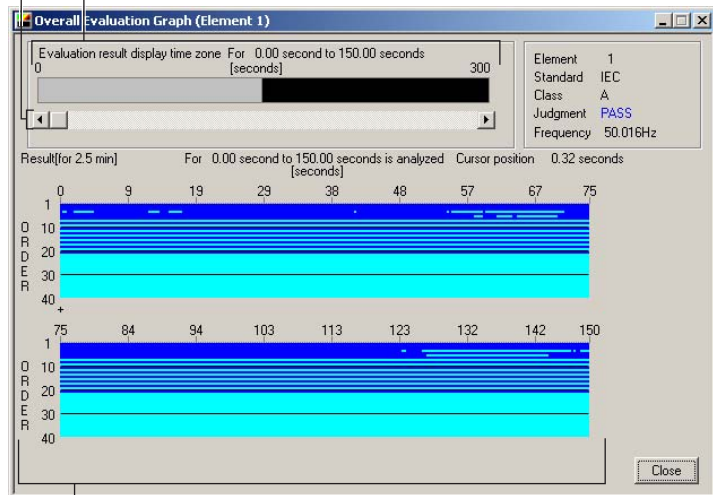 Overall Evaluation Graph (Element 1)
Evaluation result display time zone For 0.00 second to 150.00 seconds
0 [seconds] 300
Element 1
Standard IEC
Class A
Judgment PASS
Frequency 50.016Hz
Result[for 2.5 min] For 0.00 second to 150.00 seconds is analyzed Cursor position 0.32 seconds
[seconds]
0 9 19 29 38 48 57 67 75
ORDER
1
10
20
30
40
+
75 84 94 103 113 123 132 142 150
ORDER
1
10
20
30
40
Close